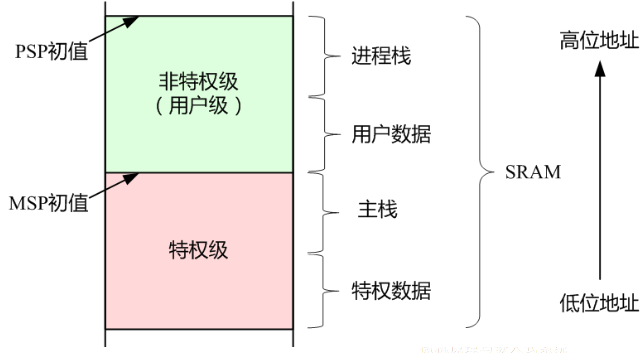 PSP初值
非特权级
（用户级）
进程栈
用户数据
MSP初值
特权级
主栈
特权数据
SRAM
高位地址
低位地址